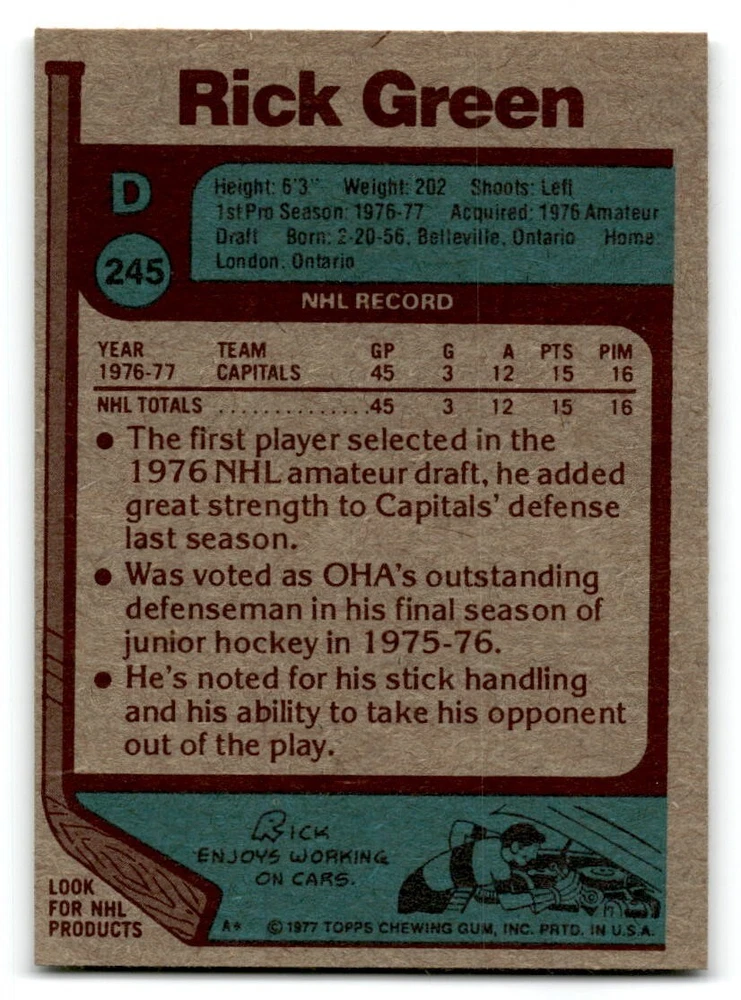 Rick Green
D
Height: 6'3" Weight: 202 Shoots: Left
1st Pro Season: 1976-77 Acquired: 1976 Amateur
Draft Born: 2-20-56, Belleville, Ontario Home:
London, Ontario
245
NHL RECORD
YEAR TEAM GP G A PTS PIM
1976-77 CAPITALS 45 3 12 15 16
NHL TOTALS ..............45 3 12 15 16
• The first player selected in the
1976 NHL amateur draft, he added
great strength to Capitals' defense
last season.
• Was voted as OHA's outstanding
defenseman in his final season of
junior hockey in 1975-76.
• He's noted for his stick handling
and his ability to take his opponent
out of the play.
RICK
ENJOYS WORKING
ON CARS.
LOOK
FOR NHL
PRODUCTS
A* © 1977 TOPPS CHEWING GUM, INC. PRTD. IN U.S.A.